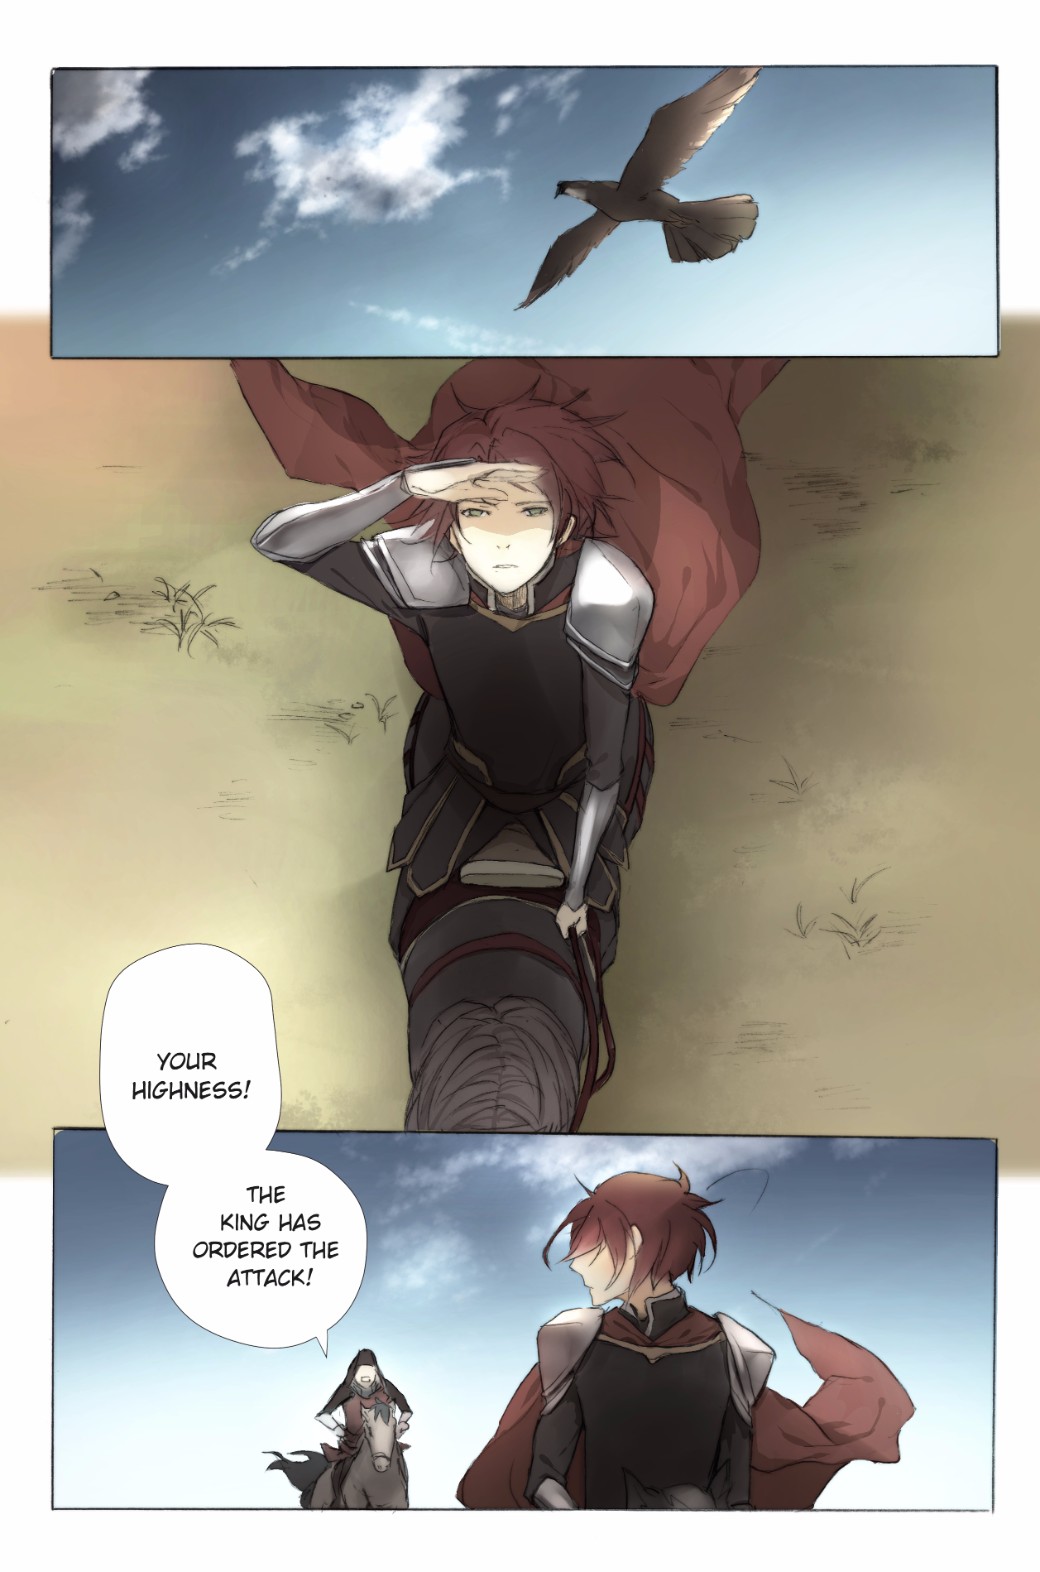 YOUR
HIGHNESS!
THE
KING HAS
ORDERED THE
ATTACK!